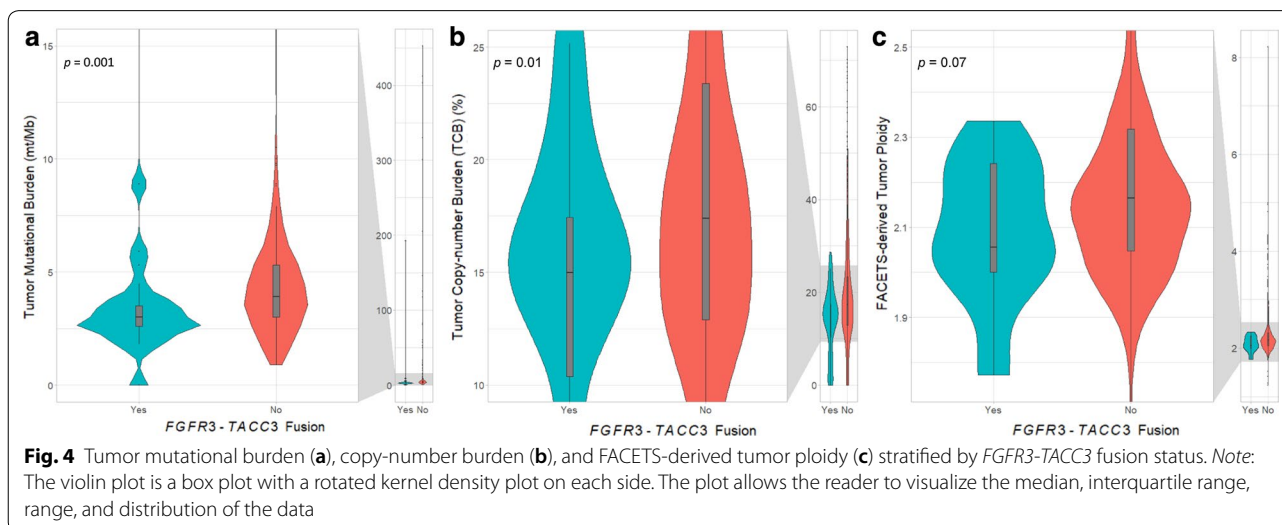 a
p = 0.001
Tumor Mutational Burden (mt/Mb)
15
10
5
0
Yes
No
FGFR3 - TACC3 Fusion
400
300
200
100
0
Yes No
b
p = 0.01
Tumor Copy-number Burden (TCB) (%)
25
20
15
10
Yes
No
FGFR3 - TACC3 Fusion
60
40
20
0
Yes No
c
p = 0.07
FACETS-derived Tumor Ploidy
2.5
2.3
2.1
1.9
Yes
No
FGFR3 - TACC3 Fusion
8
6
4
2
Yes No
Fig. 4 Tumor mutational burden (a), copy-number burden (b), and FACETS-derived tumor ploidy (c) stratified by FGFR3-TACC3 fusion status. Note:
The violin plot is a box plot with a rotated kernel density plot on each side. The plot allows the reader to visualize the median, interquartile range,
range, and distribution of the data